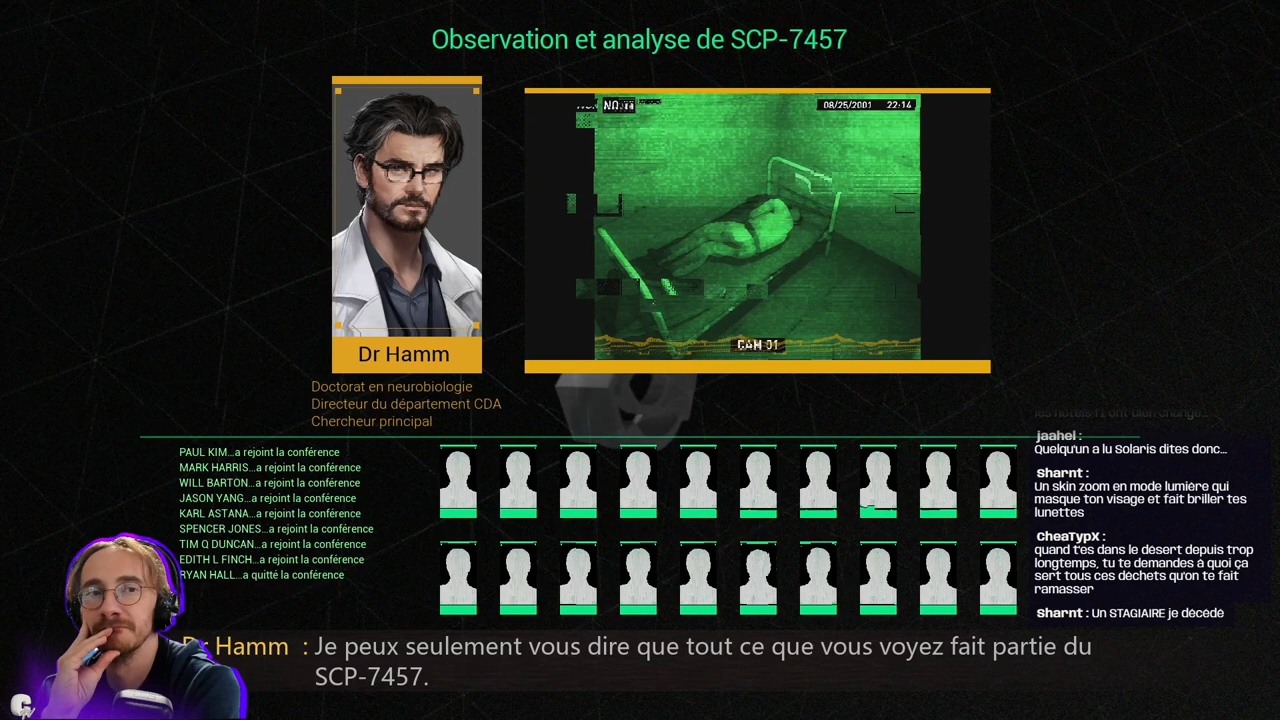 Observation et analyse de SCP-7457
08/25/2001 22:14
CAM 01
Dr Hamm
Doctorat en neurobiologie
Directeur du département CDA
Chercheur principal
PAUL KIM...a rejoint la conférence
MARK HARRIS...a rejoint la conférence
WILL BARTON...a rejoint la conférence
JASON YANG...a rejoint la conférence
KARL ASTANA...a rejoint la conférence
SPENCER JONES...a rejoint la conférence
TIM Q DUNCAN...a rejoint la conférence
EDITH L FINCH...a rejoint la conférence
RYAN HALL...a quitté la conférence
jaahel :
Quelqu'un a lu Solaris dites donc...
Sharnt :
Un skin zoom en mode lumière qui
masque ton visage et fait briller tes
lunettes
CheaTypX :
quand t'es dans le désert depuis trop
longtemps, tu te demandes à quoi ça
sert tous ces déchets qu'on te fait
ramasser
Sharnt : Un STAGIAIRE je décède
Dr Hamm : Je peux seulement vous dire que tout ce que vous voyez fait partie du
SCP-7457.